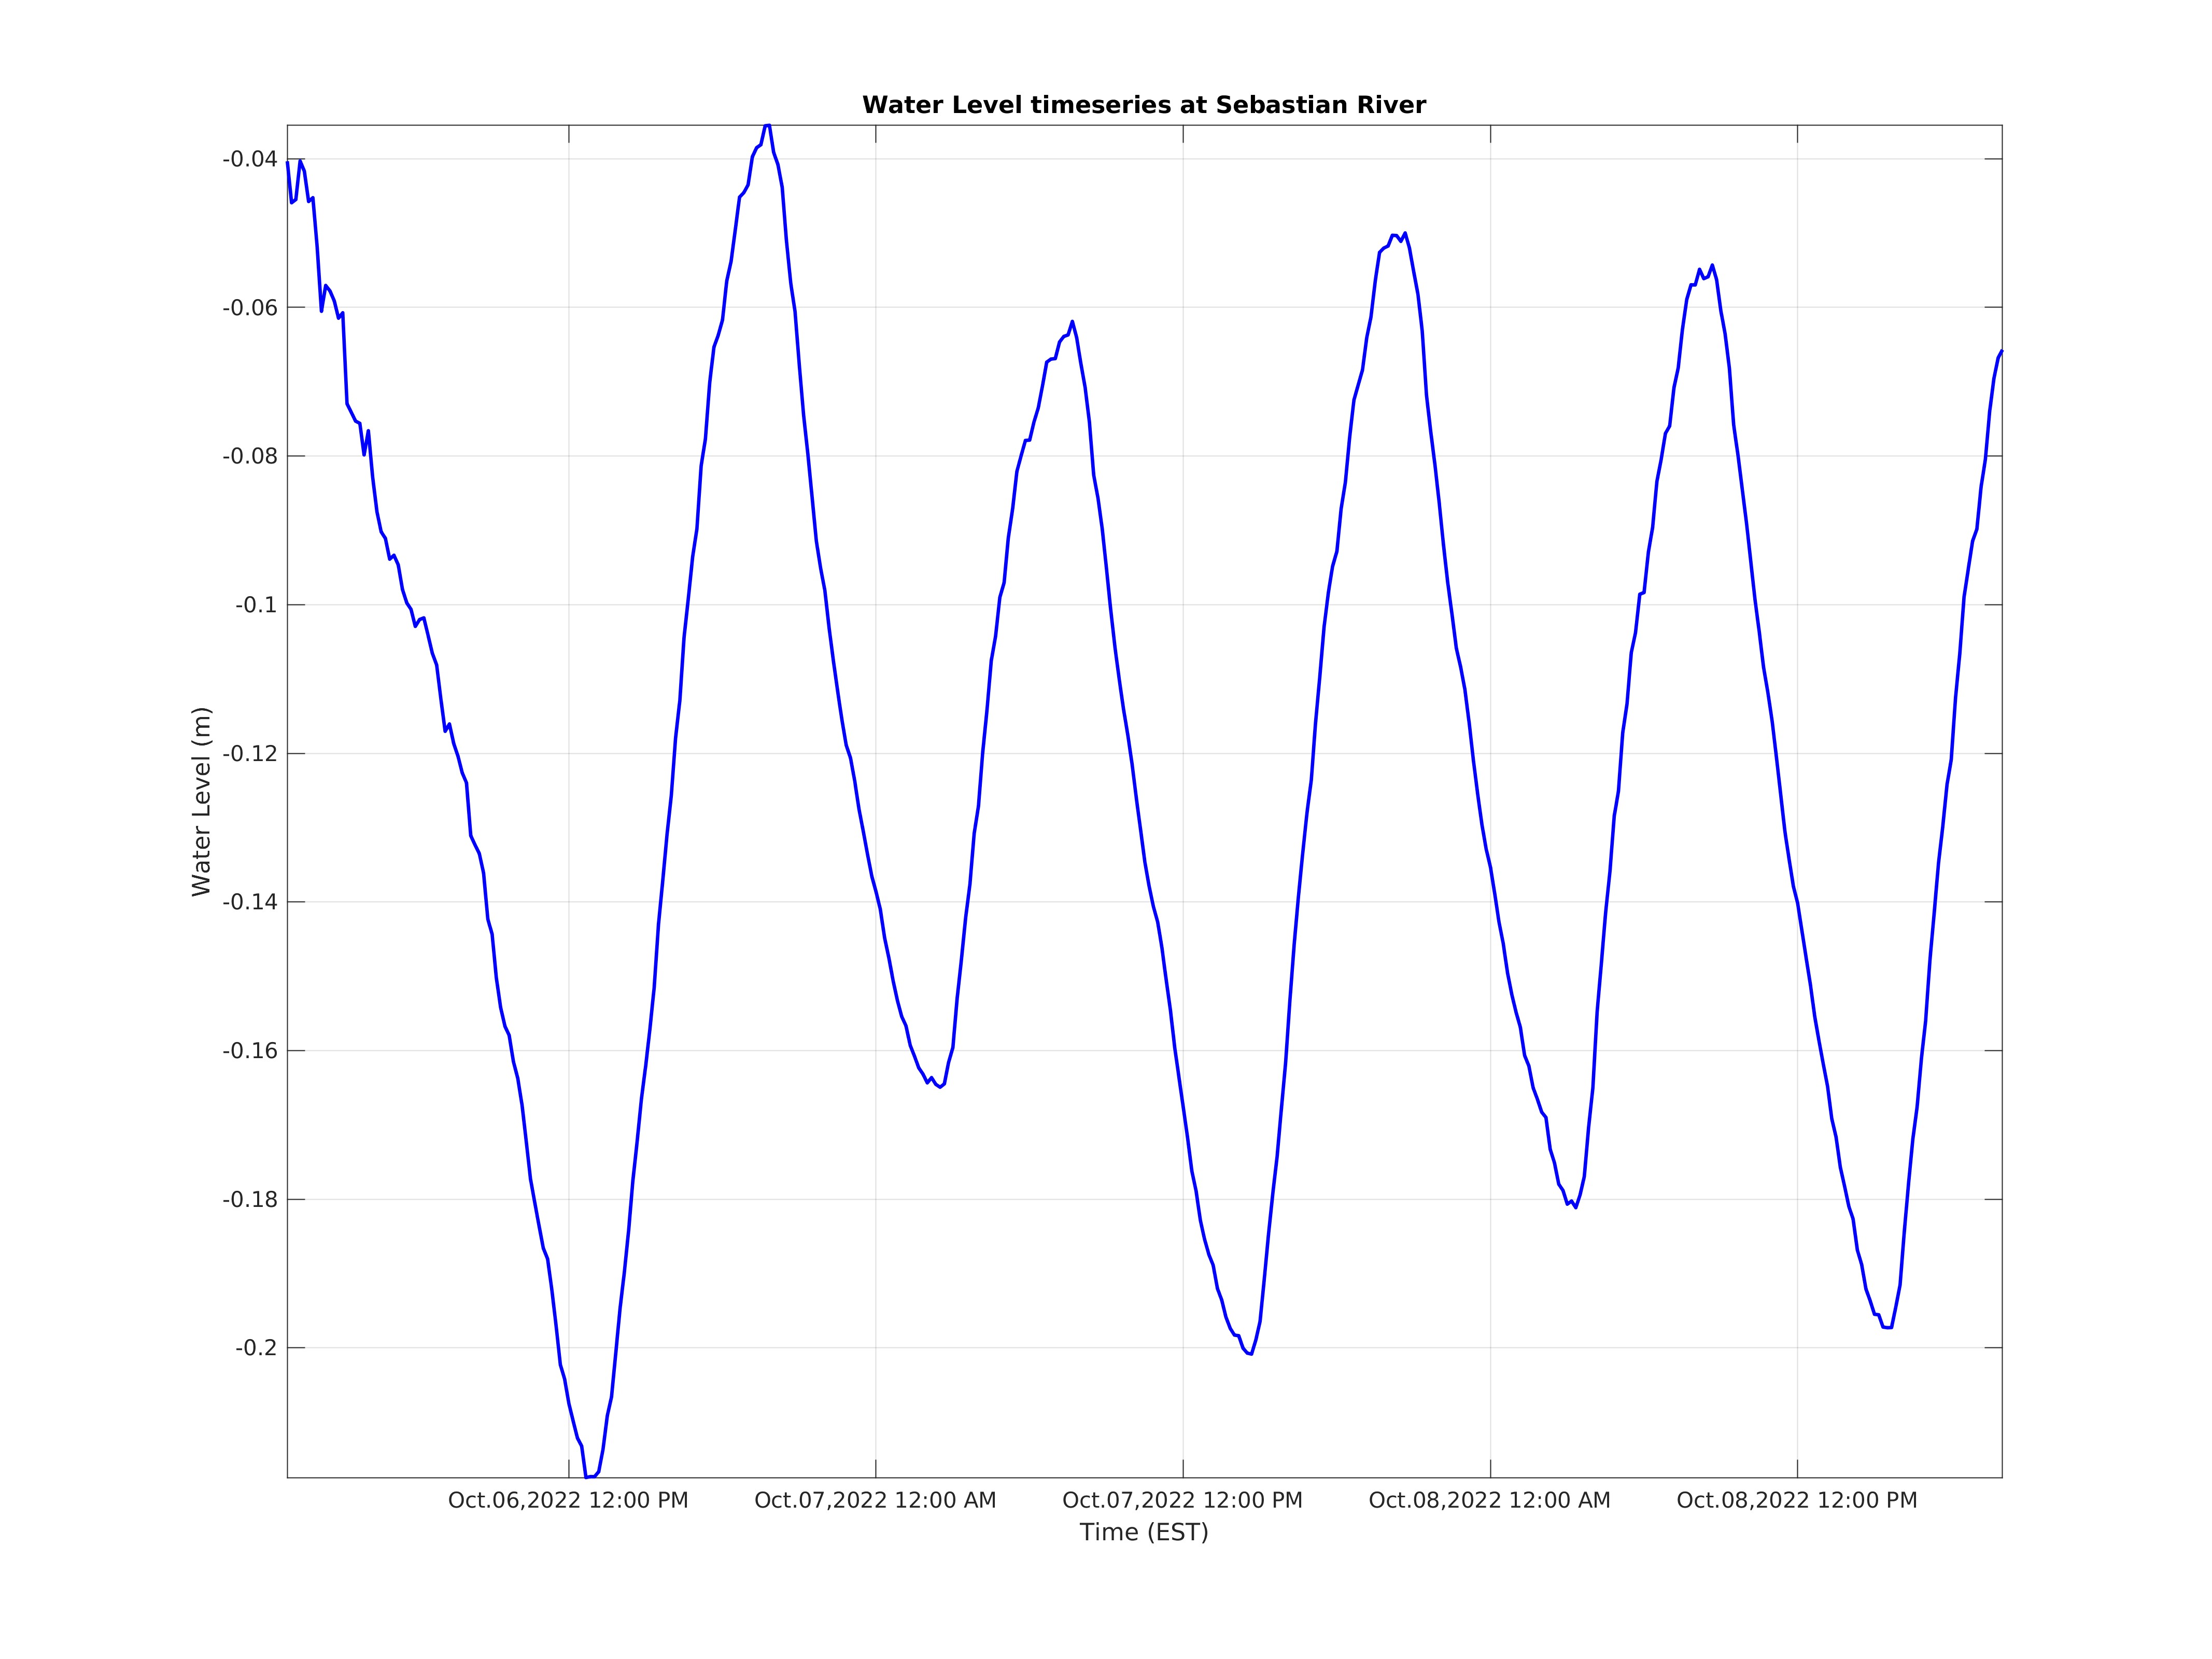 Water Level timeseries at Sebastian River
-0.04
-0.06
-0.08
-0.1
-0.12
-0.14
-0.16
-0.18
-0.2
Water Level (m)
Oct.06,2022 12:00 PM
Oct.07,2022 12:00 AM
Oct.07,2022 12:00 PM
Oct.08,2022 12:00 AM
Oct.08,2022 12:00 PM
Time (EST)